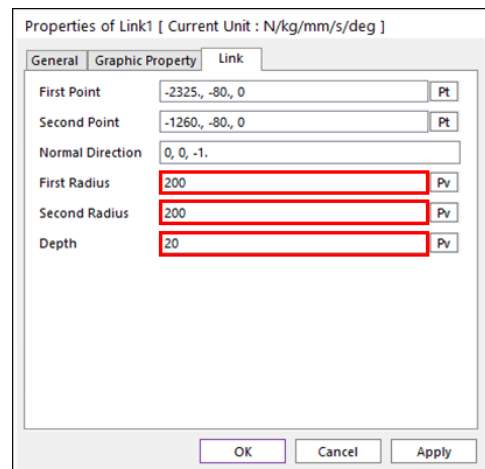 Properties of Link1 [ Current Unit : N/kg/mm/s/deg ]
General Graphic Property Link
First Point -2325., -80., 0 Pt
Second Point -1260., -80., 0 Pt
Normal Direction 0, 0, -1.
First Radius 200 Pv
Second Radius 200 Pv
Depth 20 Pv
OK Cancel Apply